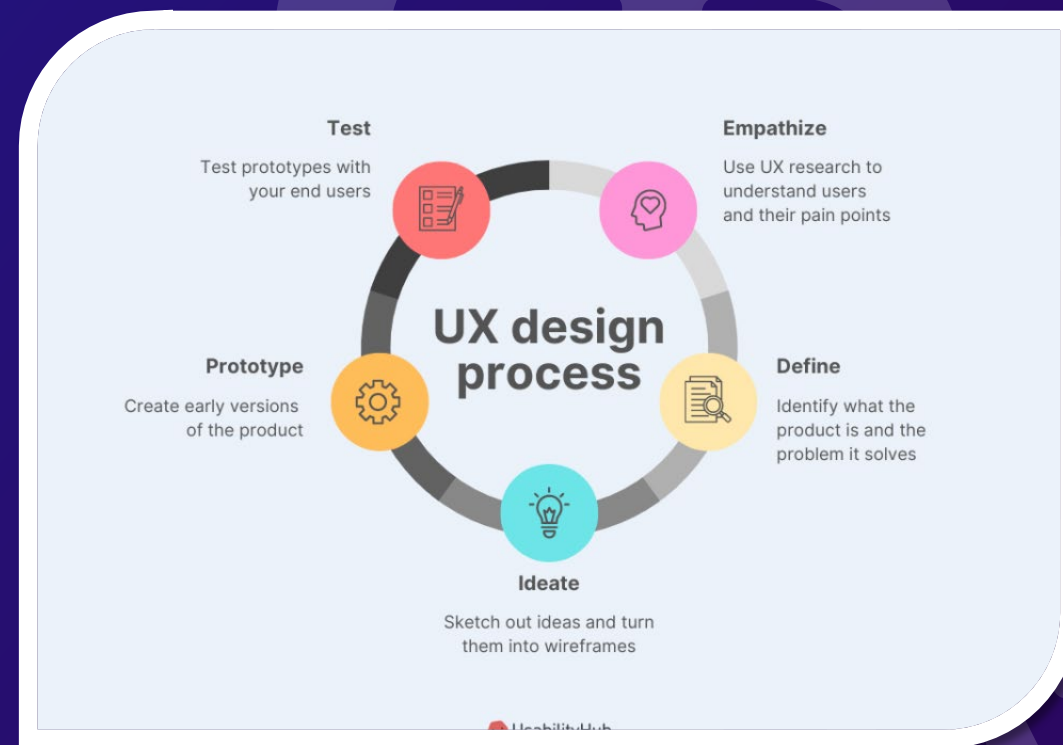 Test
Test prototypes with
your end users
Empathize
Use UX research to
understand users
and their pain points
UX design
process
Prototype
Create early versions
of the product
Define
Identify what the
product is and the
problem it solves
Ideate
Sketch out ideas and turn
them into wireframes
UsabilityHub